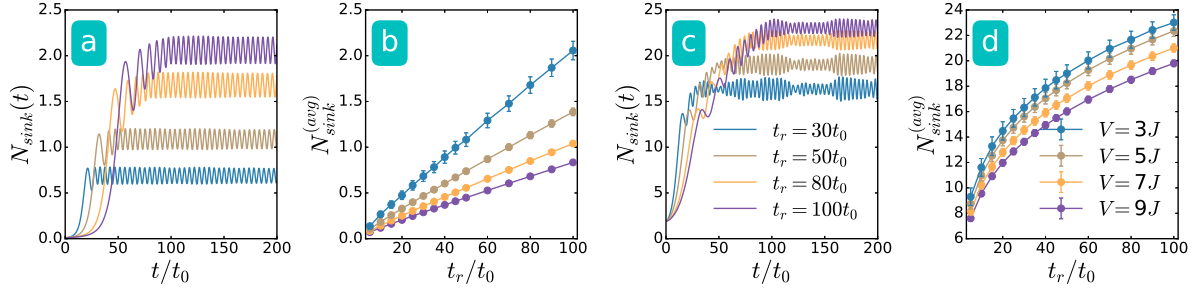 a
2.5
2.0
1.5
1.0
0.5
0.0
N_sink(t)
0 50 100 150 200
t/t_0
b
2.5
2.0
1.5
1.0
0.5
0.0
N_sink^(avg)
20 40 60 80 100
t_r/t_0
c
25
20
15
10
5
0
N_sink(t)
t_r = 30t_0
t_r = 50t_0
t_r = 80t_0
t_r = 100t_0
0 50 100 150 200
t/t_0
d
24
22
20
18
16
14
12
10
8
6
N_sink^(avg)
V = 3J
V = 5J
V = 7J
V = 9J
20 40 60 80 100
t_r/t_0